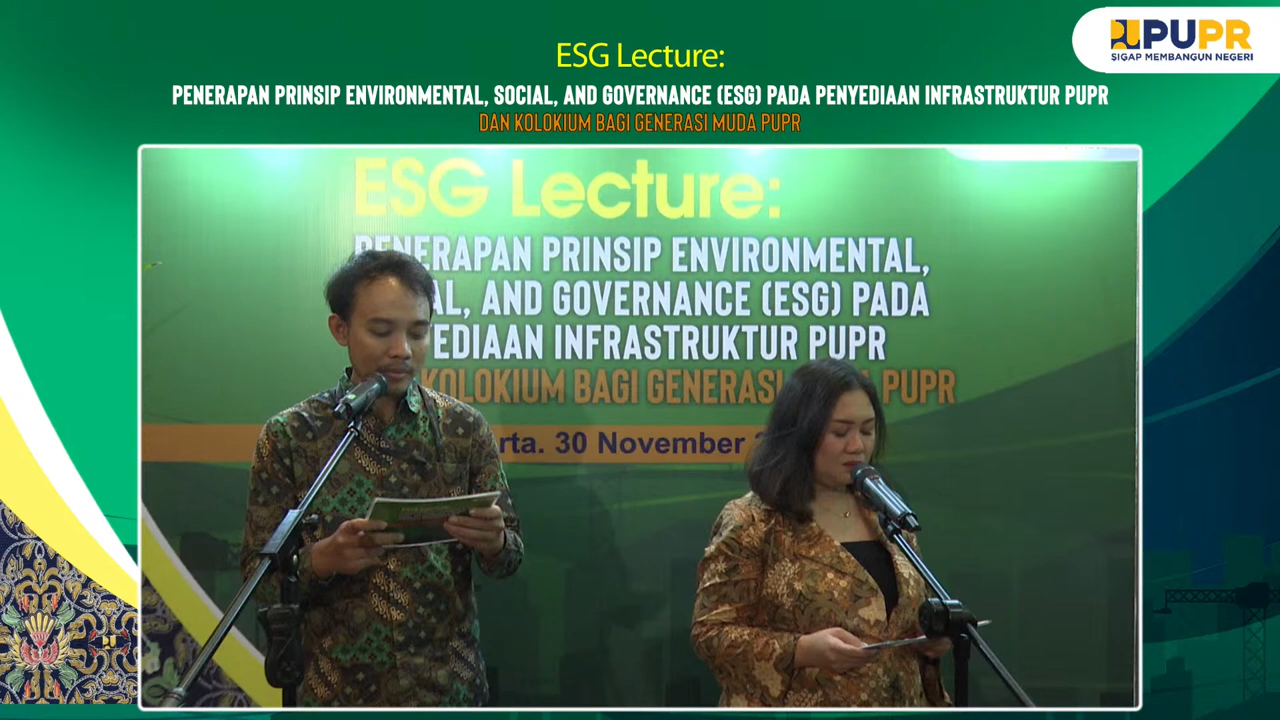 PUPR
SIGAP MEMBANGUN NEGERI
ESG Lecture:
PENERAPAN PRINSIP ENVIRONMENTAL, SOCIAL, AND GOVERNANCE (ESG) PADA PENYEDIAAN INFRASTRUKTUR PUPR
DAN KOLOKIUM BAGI GENERASI MUDA PUPR
ESG Lecture:
PENERAPAN PRINSIP ENVIRONMENTAL,
AL, AND GOVERNANCE (ESG) PADA
EDIAAN INFRASTRUKTUR PUPR
KOLOKIUM BAGI GENERASI PUPR
rta. 30 November